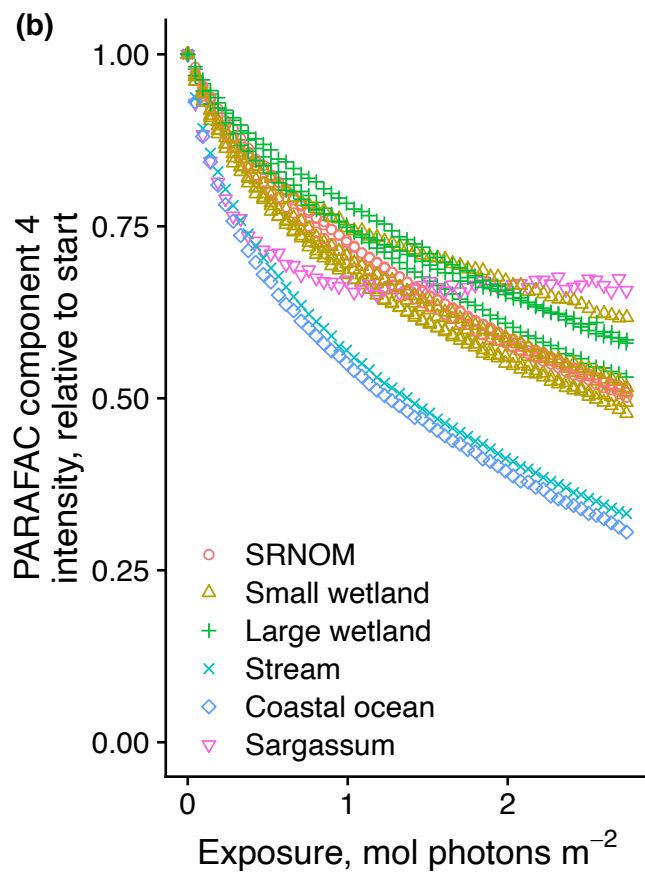 (b)
PARAFAC component 4
intensity, relative to start
1.00
0.75
0.50
0.25
0.00
SRNOM
Small wetland
Large wetland
Stream
Coastal ocean
Sargassum
0
1
2
Exposure, mol photons m⁻²